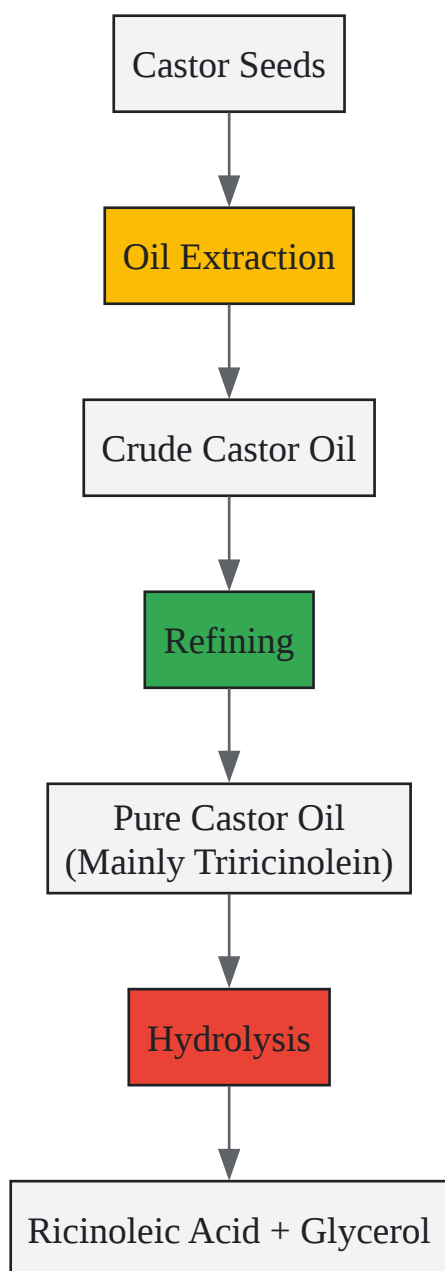 Castor Seeds
Oil Extraction
Crude Castor Oil
Refining
Pure Castor Oil
(Mainly Triricinolein)
Hydrolysis
Ricinoleic Acid + Glycerol